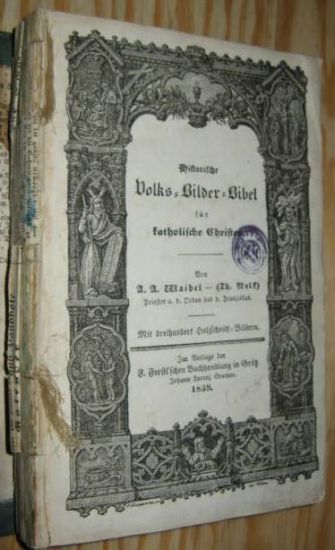 Historische
Volks-Bilder-Bibel
für
katholische Christen.
Von
A. A. Waibel — (Th. Nelk)
Priester a. d. Orden des h. Franziskus.
Mit dreihundert Holzschnitt-Bildern.
Im Verlage der
F. Ferstl'schen Buchhandlung in Grätz.
Johann Lorenz Greiner.
1839.